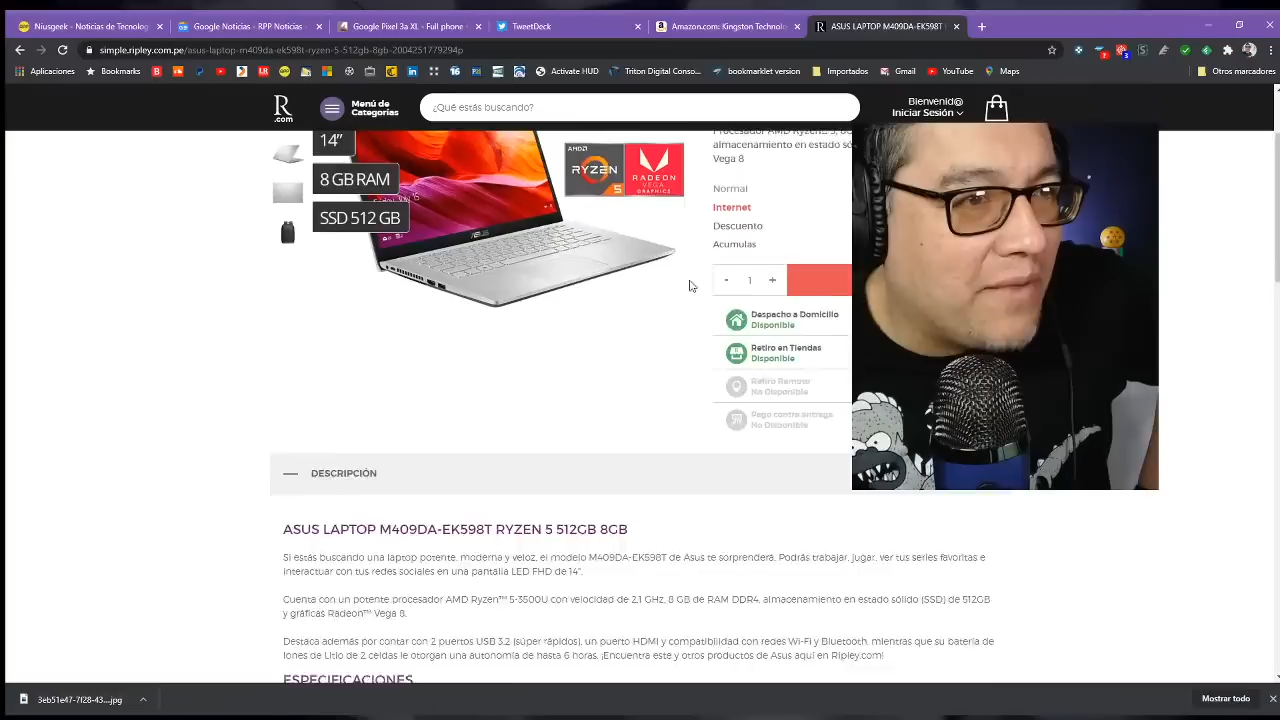 Niusgeek - Noticias de Tecnolog
Google Noticias - RPP Noticias
Google Pixel 3a XL - Full phone
TweetDeck
Amazon.com: Kingston Technolo
ASUS LAPTOP M409DA-EK598T
simple.ripley.com.pe/asus-laptop-m409da-ek598t-ryzen-5-512gb-8gb-2004251779294p
Aplicaciones
Bookmarks
Activate HUD
Triton Digital Conso...
bookmarklet version
Importados
Gmail
YouTube
Maps
Otros marcadores
R
.com
Menú de
Categorías
¿Qué estás buscando?
Bienvenid@
Iniciar Sesión
14"
8 GB RAM
SSD 512 GB
AMD
RYZEN
5
RADEON
VEGA
GRAPHICS
ASUS
almacenamiento en estado só
Vega 8
Normal
Internet
Descuento
Acumulas
- 1 +
Despacho a Domicilio
Disponible
Retiro en Tiendas
Disponible
Retiro Remoto
No Disponible
Pago contra entrega
No Disponible
DESCRIPCIÓN
ASUS LAPTOP M409DA-EK598T RYZEN 5 512GB 8GB
Si estás buscando una laptop potente, moderna y veloz, el modelo M409DA-EK598T de Asus te sorprenderá. Podrás trabajar, jugar, ver tus series favoritas e
interactuar con tus redes sociales en una pantalla LED FHD de 14".
Cuenta con un potente procesador AMD Ryzen™ 5-3500U con velocidad de 2.1 GHz, 8 GB de RAM DDR4, almacenamiento en estado sólido (SSD) de 512GB
y gráficas Radeon™ Vega 8.
Destaca además por contar con 2 puertos USB 3.2 (súper rápidos), un puerto HDMI y compatibilidad con redes Wi-Fi y Bluetooth, mientras que su batería de
Iones de Litio de 2 celdas le otorgan una autonomía de hasta 6 horas. ¡Encuentra este y otros productos de Asus aquí en Ripley.com!
ESPECIFICACIONES
3eb51e47-7f28-43....jpg
Mostrar todo